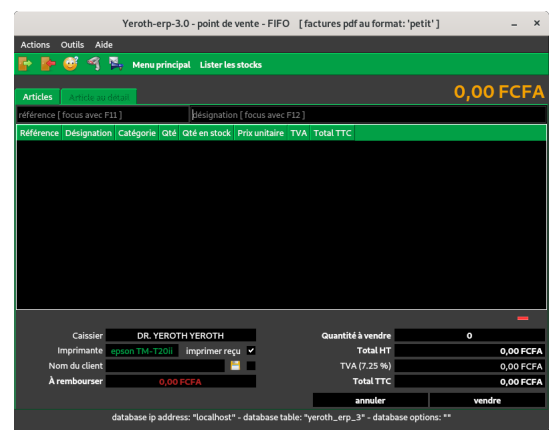 Yeroth-erp-3.0 - point de vente - FIFO [ factures pdf au format: 'petit' ]
Actions Outils Aide
Menu principal Lister les stocks
Articles Article au détail 0,00 FCFA
référence [ focus avec F11 ] désignation [ focus avec F12 ]
Référence Désignation Catégorie Qté Qté en stock Prix unitaire TVA Total TTC
Caissier DR. YEROTH YEROTH Quantité à vendre 0
Imprimante epson TM-T20ii imprimer reçu Total HT 0,00 FCFA
Nom du client TVA (7.25 %) 0,00 FCFA
À rembourser 0,00 FCFA Total TTC 0,00 FCFA
annuler vendre
database ip address: "localhost" - database table: "yeroth_erp_3" - database options: ""